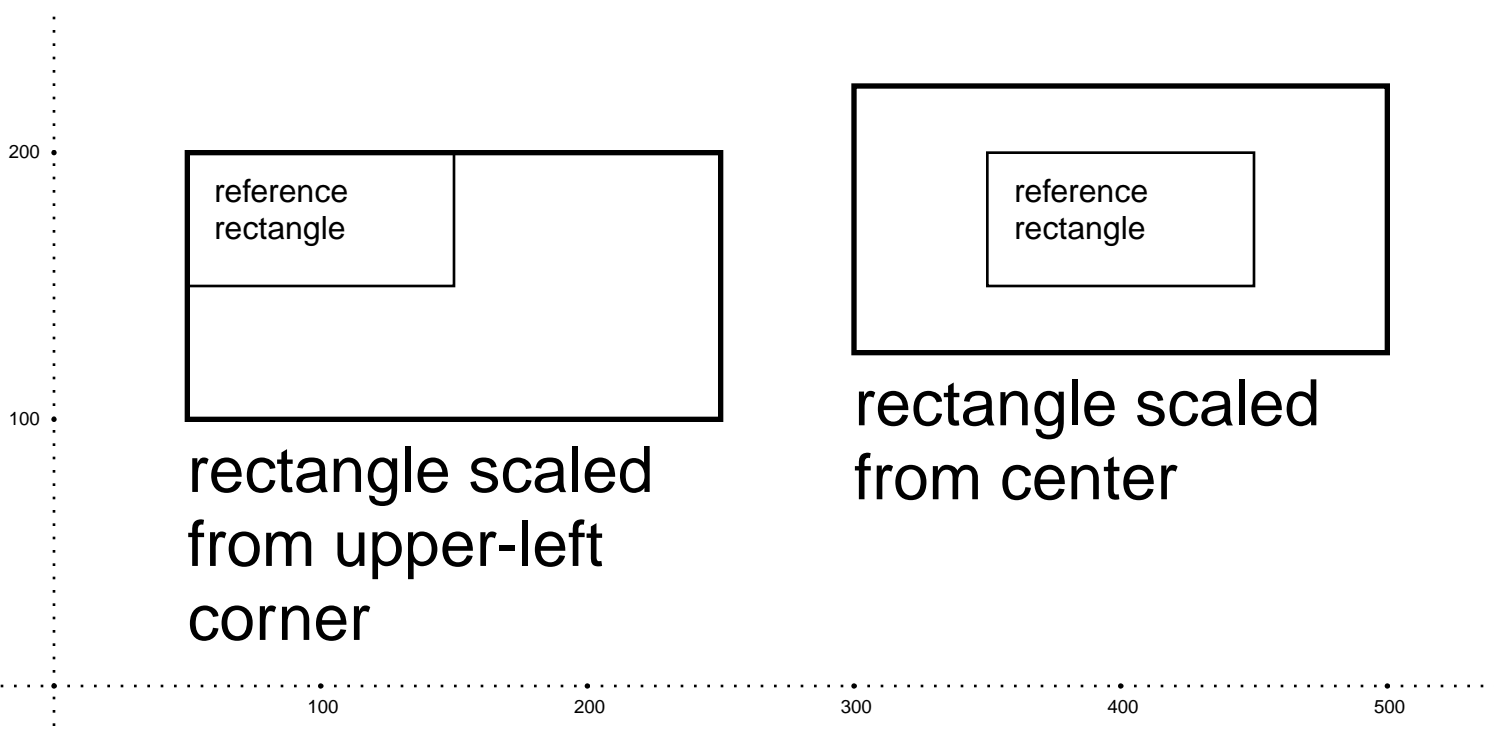 200
100
reference
rectangle
rectangle scaled
from upper-left
corner
reference
rectangle
rectangle scaled
from center
100
200
300
400
500